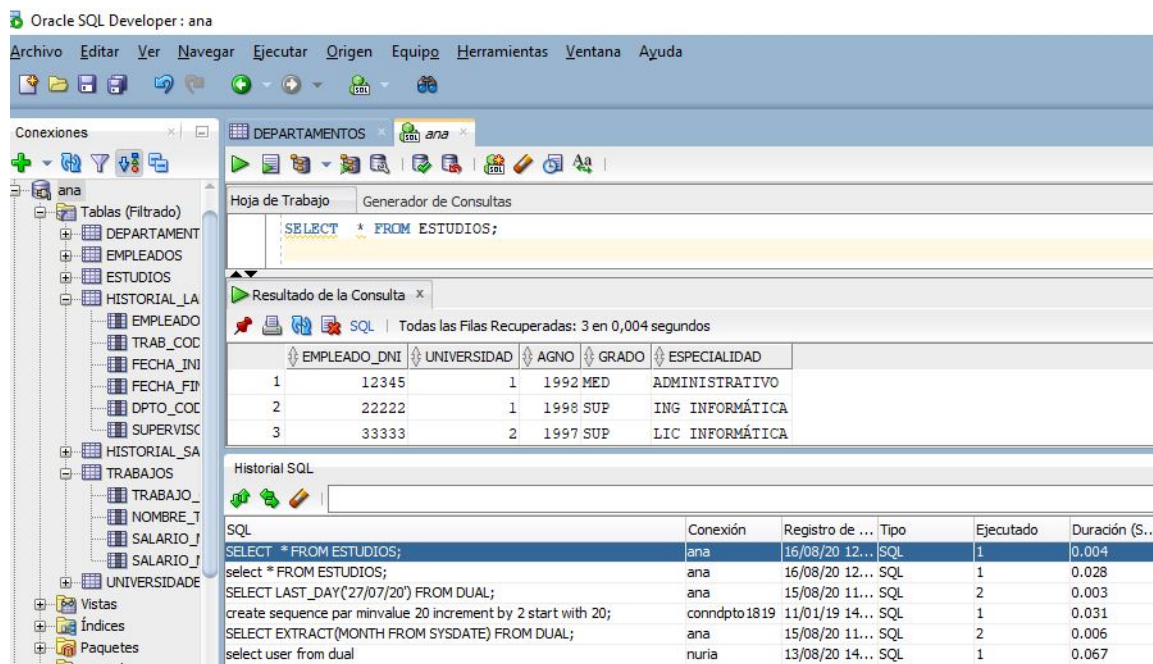 Oracle SQL Developer : ana
Archivo Editar Ver Navegar Ejecutar Origen Equipo Herramientas Ventana Ayuda
Conexiones
ana
Tablas (Filtrado)
DEPARTAMENT
EMPLEADOS
ESTUDIOS
HISTORIAL_LA
EMPLEADO
TRAB_COD
FECHA_INI
FECHA_FIN
DPTO_COD
SUPERVISO
HISTORIAL_SA
TRABAJOS
TRABAJO_
NOMBRE_T
SALARIO_M
SALARIO_M
UNIVERSIDADE
Vistas
Índices
Paquetes
DEPARTAMENTOS ana
Hoja de Trabajo Generador de Consultas
SELECT * FROM ESTUDIOS;
Resultado de la Consulta x
SQL | Todas las Filas Recuperadas: 3 en 0,004 segundos
EMPLEADO_DNI UNIVERSIDAD AGNO GRADO ESPECIALIDAD
1 12345 1 1992 MED ADMINISTRATIVO
2 22222 1 1998 SUP ING INFORMÁTICA
3 33333 2 1997 SUP LIC INFORMÁTICA
Historial SQL
SQL Conexión Registro de ... Tipo Ejecutado Duración (S...
SELECT * FROM ESTUDIOS; ana 16/08/20 12... SQL 1 0.004
select * FROM ESTUDIOS; ana 16/08/20 12... SQL 1 0.028
SELECT LAST_DAY('27/07/20') FROM DUAL; ana 15/08/20 11... SQL 2 0.003
create sequence par minvalue 20 increment by 2 start with 20; conndpto1819 11/01/19 14... SQL 1 0.031
SELECT EXTRACT(MONTH FROM SYSDATE) FROM DUAL; ana 15/08/20 11... SQL 2 0.006
select user from dual nuria 13/08/20 14... SQL 1 0.067